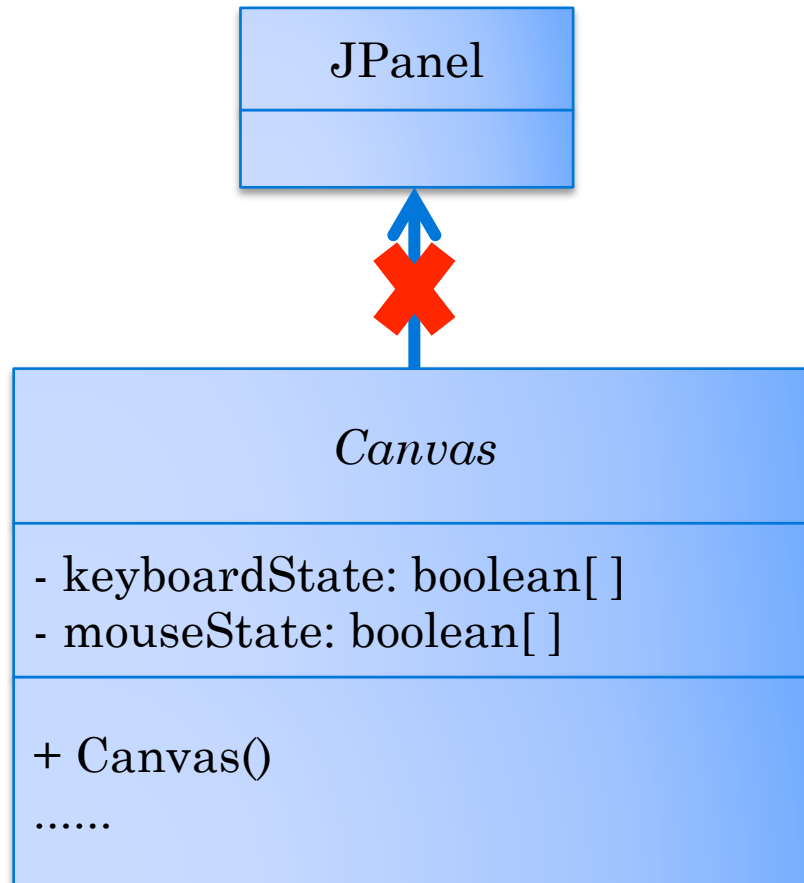 JPanel
Canvas
- keyboardState: boolean[ ]
- mouseState: boolean[ ]
+ Canvas()
......